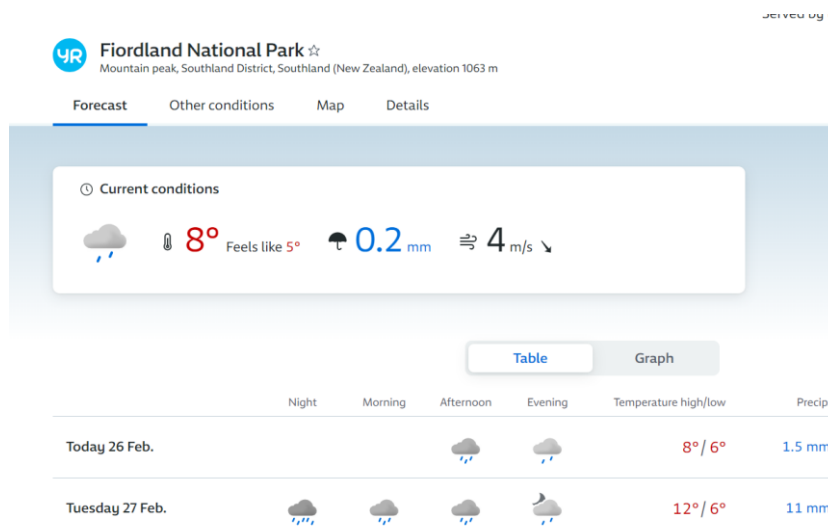 Served by
YR Fiordland National Park
Mountain peak, Southland District, Southland (New Zealand), elevation 1063 m
Forecast Other conditions Map Details
Current conditions
8° Feels like 5° 0.2 mm 4 m/s
Table Graph
Night Morning Afternoon Evening Temperature high/low Precip
Today 26 Feb. 8°/6° 1.5 mm
Tuesday 27 Feb. 12°/6° 11 mm